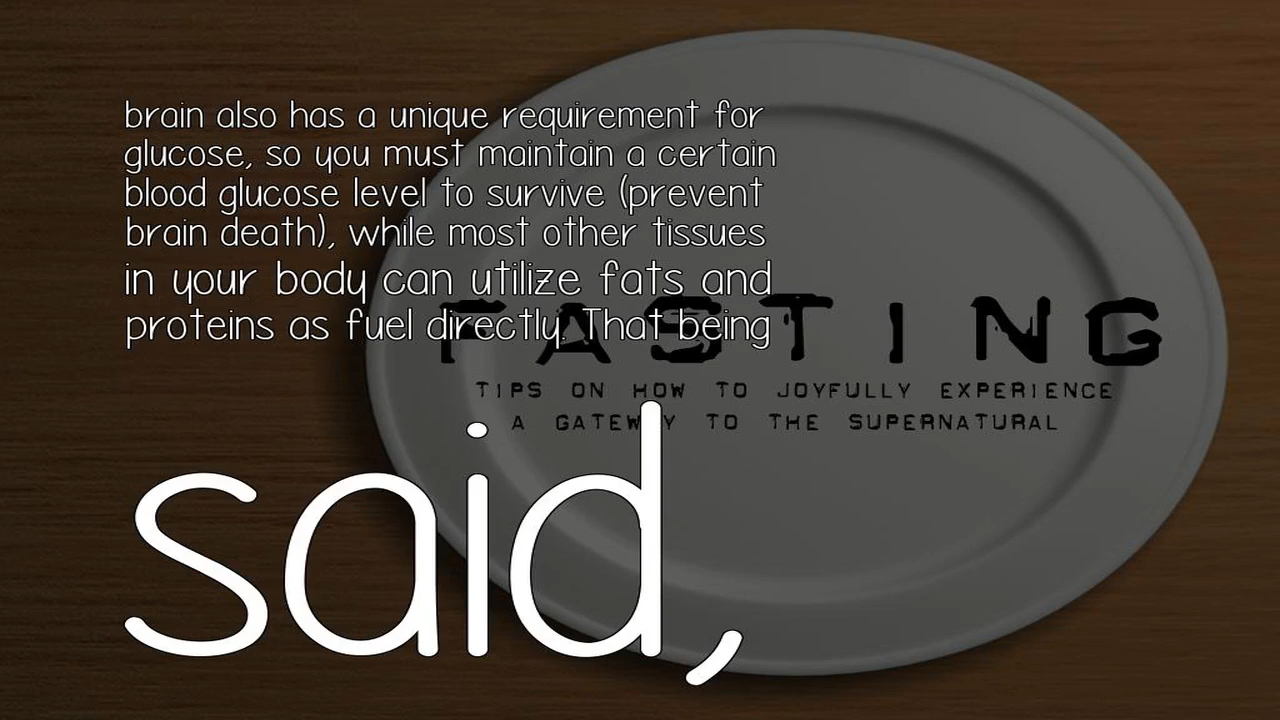 brain also has a unique requirement for
glucose, so you must maintain a certain
blood glucose level to survive (prevent
brain death), while most other tissues
in your body can utilize fats and
proteins as fuel directly. That being
said,
FASTING
TIPS ON HOW TO JOYFULLY EXPERIENCE
A GATEWAY TO THE SUPERNATURAL